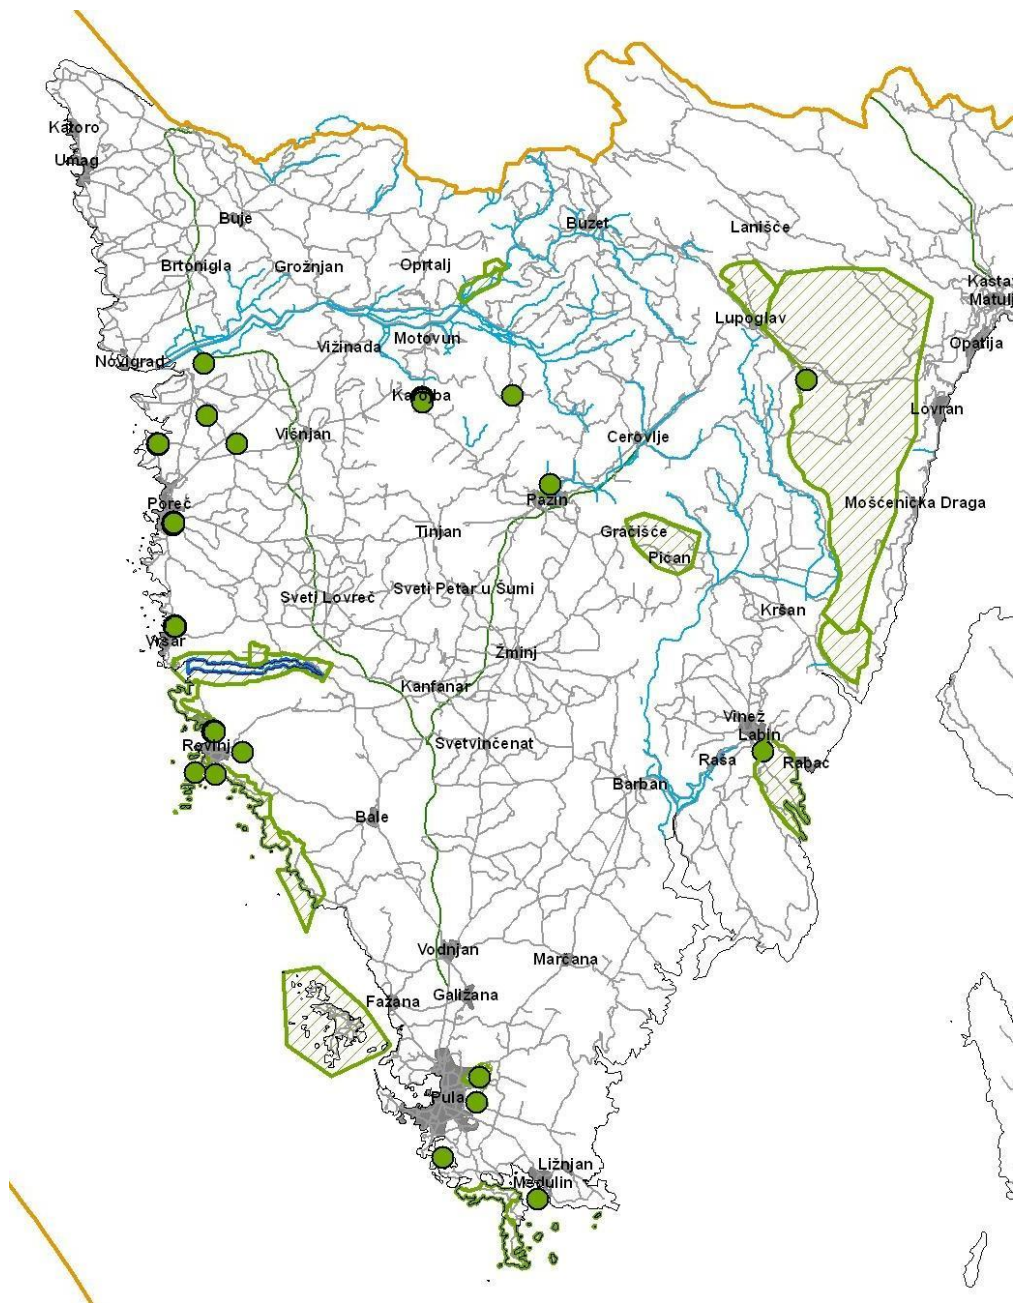 Katoro
Umag
Buje
Buzet
Lanišće
Brtonigla
Grožnjan
Oprtalj
Kastav
Matulj
Lupoglav
Novigrad
Vižinada
Motovun
Opatija
Karojba
Lovran
Višnjan
Cerovlje
Poreč
Pazin
Mošćenička Draga
Tinjan
Gračišće
Pićan
Sveti Lovreč
Sveti Petar u Šumi
Kršan
Vrsar
Žminj
Kanfanar
Vinež
Rovinj
Svetvinčenat
Labin
Raša
Rabac
Barban
Bale
Vodnjan
Marčana
Fažana
Galižana
Pula
Ližnjan
Medulin